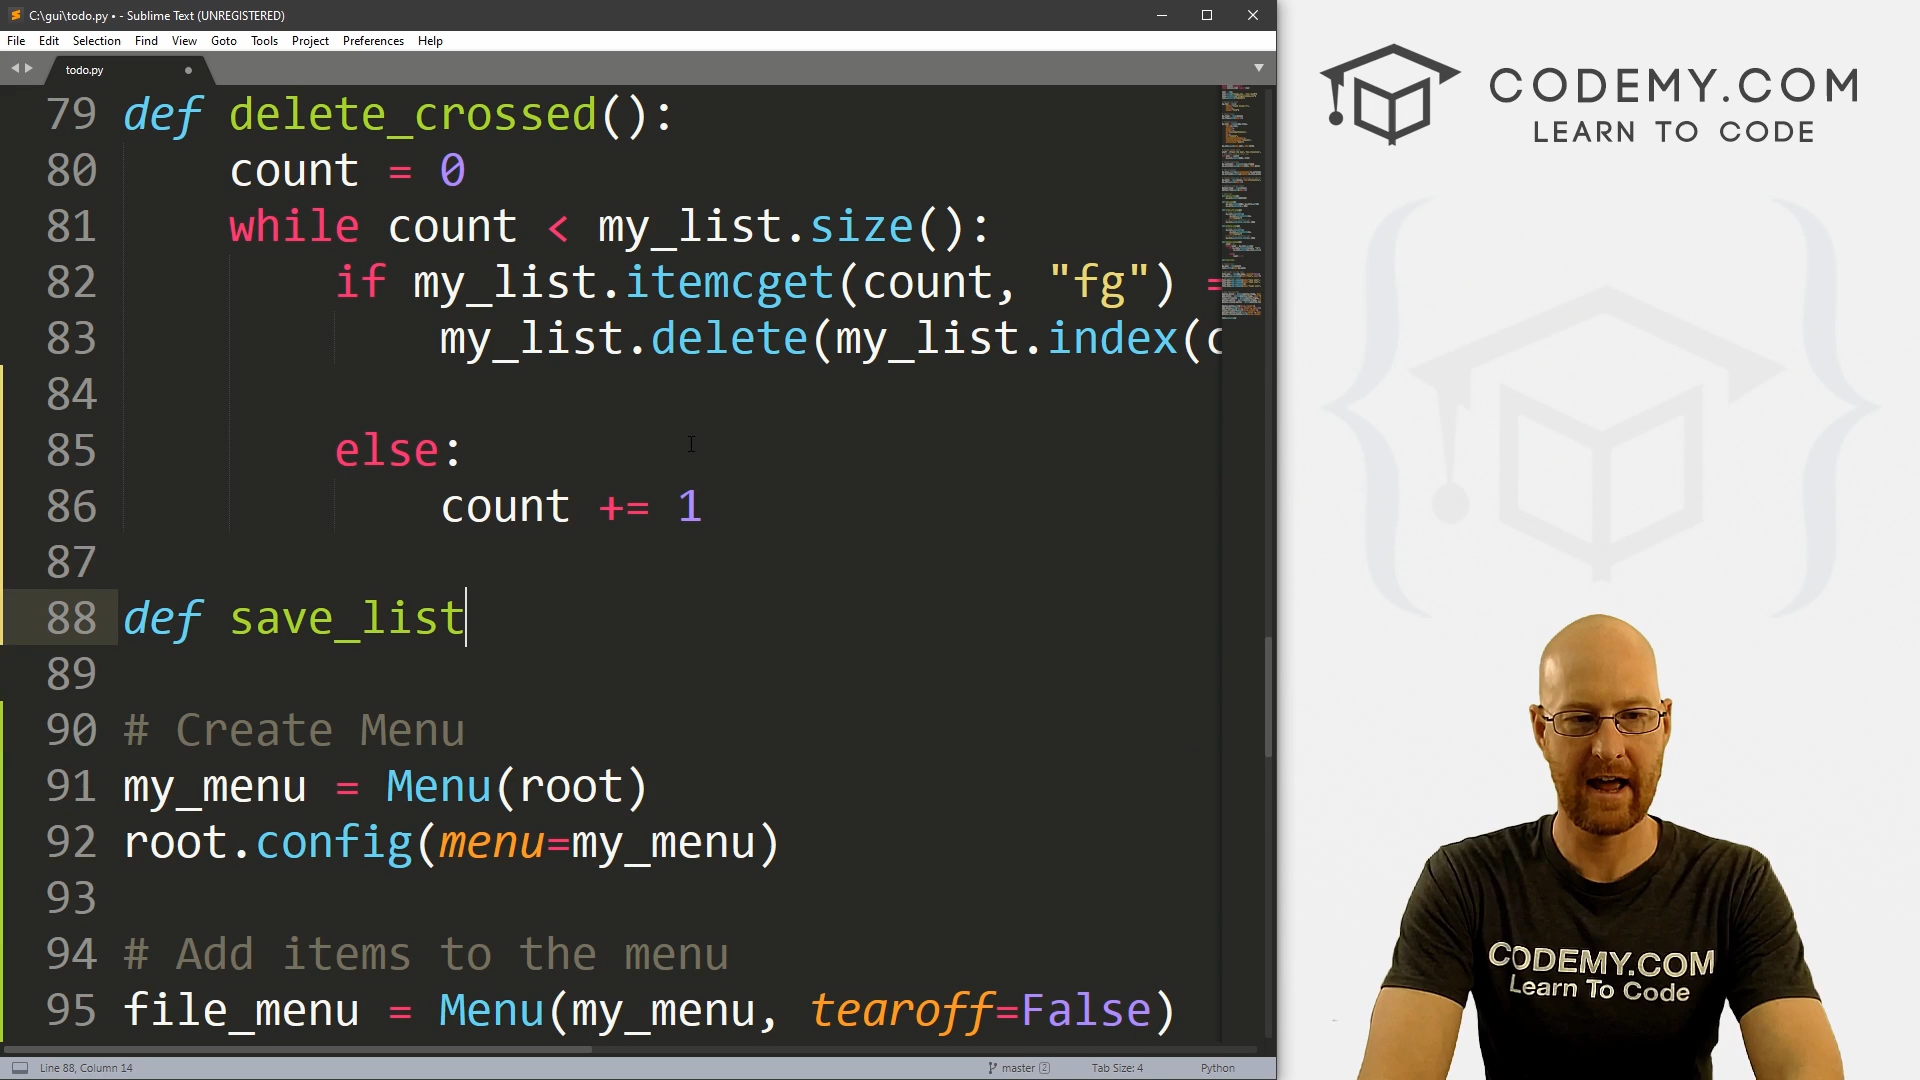 C:\gui\todo.py • - Sublime Text (UNREGISTERED)
File Edit Selection Find View Goto Tools Project Preferences Help
todo.py
79 def delete_crossed():
80 count = 0
81 while count < my_list.size():
82 if my_list.itemcget(count, "fg") =
83 my_list.delete(my_list.index(c
84
85 else:
86 count += 1
87
88 def save_list
89
90 # Create Menu
91 my_menu = Menu(root)
92 root.config(menu=my_menu)
93
94 # Add items to the menu
95 file_menu = Menu(my_menu, tearoff=False)
Line 88, Column 14
master 2
Tab Size: 4
Python
CODEMY.COM
LEARN TO CODE
CODEMY.COM
Learn To Code